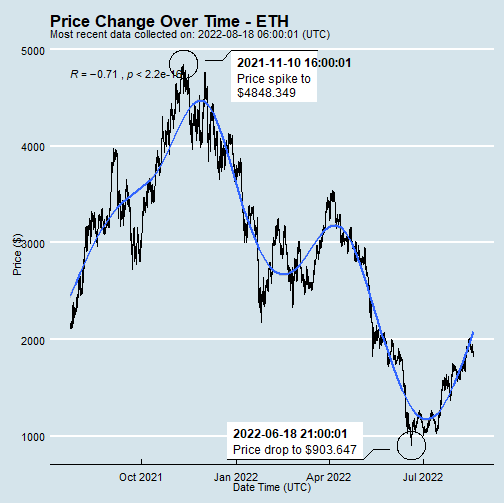 Price Change Over Time - ETH
Most recent data collected on: 2022-08-18 06:00:01 (UTC)
5000
4000
3000
2000
1000
Price ($)
R = −0.71 , p < 2.2e-16
2021-11-10 16:00:01
Price spike to
$4848.349
2022-06-18 21:00:01
Price drop to $903.647
Oct 2021
Jan 2022
Apr 2022
Jul 2022
Date Time (UTC)